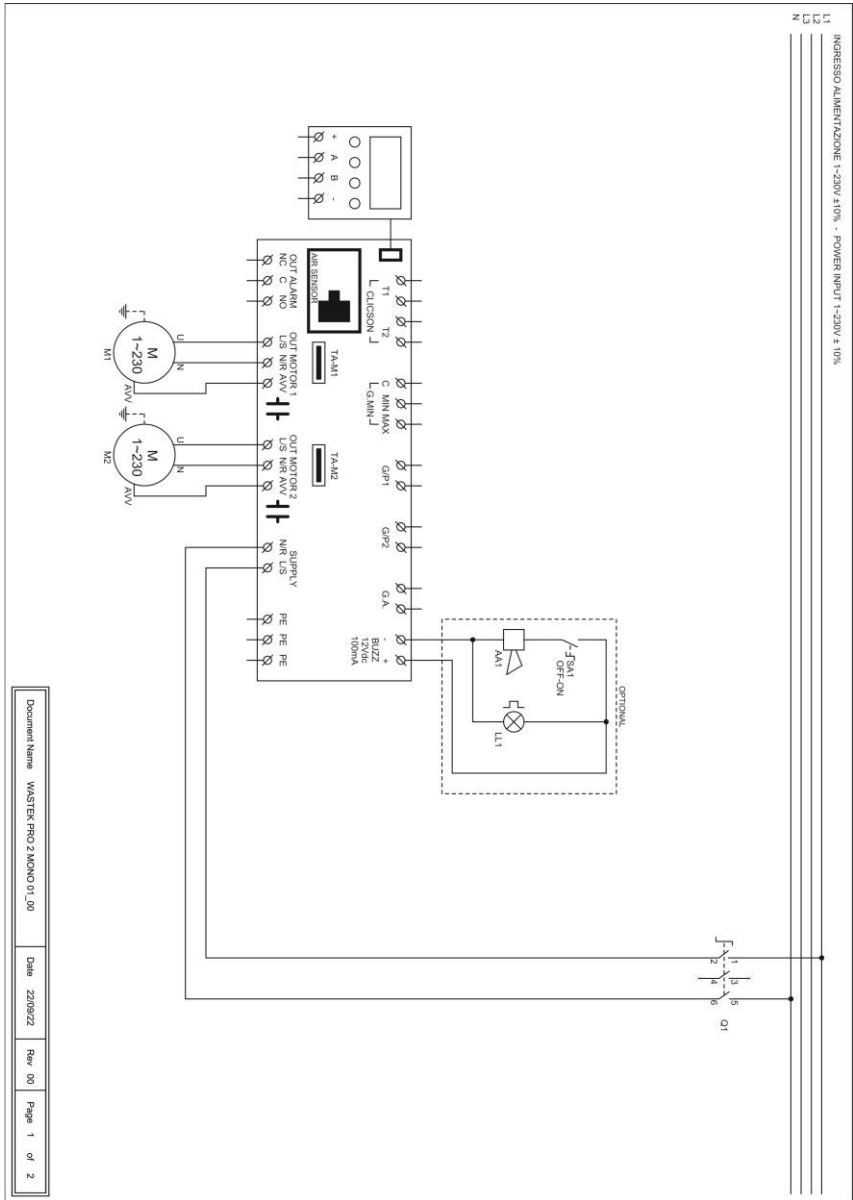 L1
L2
L3
N
INGRESSO ALIMENTAZIONE 1~230V ±10% - POWER INPUT 1~230V ± 10%
+ A B -
T1 T2
CLICSON
C MIN MAX
G.MIN
G/P1
G/P2
G.A.
- +
BUZZ
12Vdc
100mA
AIR SENSOR
TA-M1
TA-M2
OUT ALARM
NC C NO
OUT MOTOR 1
L/S N/R AVV
OUT MOTOR 2
L/S N/R AVV
SUPPLY
N/R L/S
PE PE PE
U N AVV
M
1~230
M1
U N AVV
M
1~230
M2
OPTIONAL
SA1
OFF-ON
AA1
LL1
1 3 5
2 4 6
Q1
Document Name WASTEK PRO 2 MONO 01_00
Date 22/09/22
Rev 00
Page 1 of 2